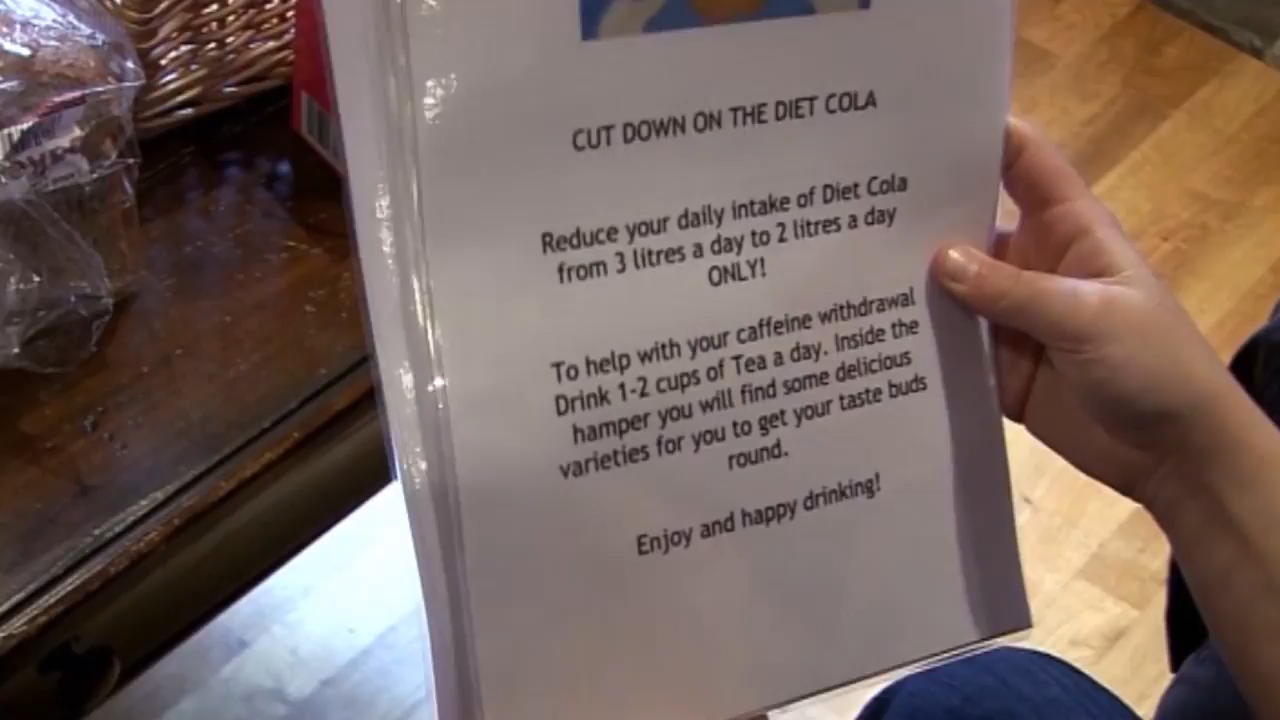 CUT DOWN ON THE DIET COLA
Reduce your daily intake of Diet Cola
from 3 litres a day to 2 litres a day
ONLY!
To help with your caffeine withdrawal
Drink 1-2 cups of Tea a day. Inside the
hamper you will find some delicious
varieties for you to get your taste buds
round.
Enjoy and happy drinking!